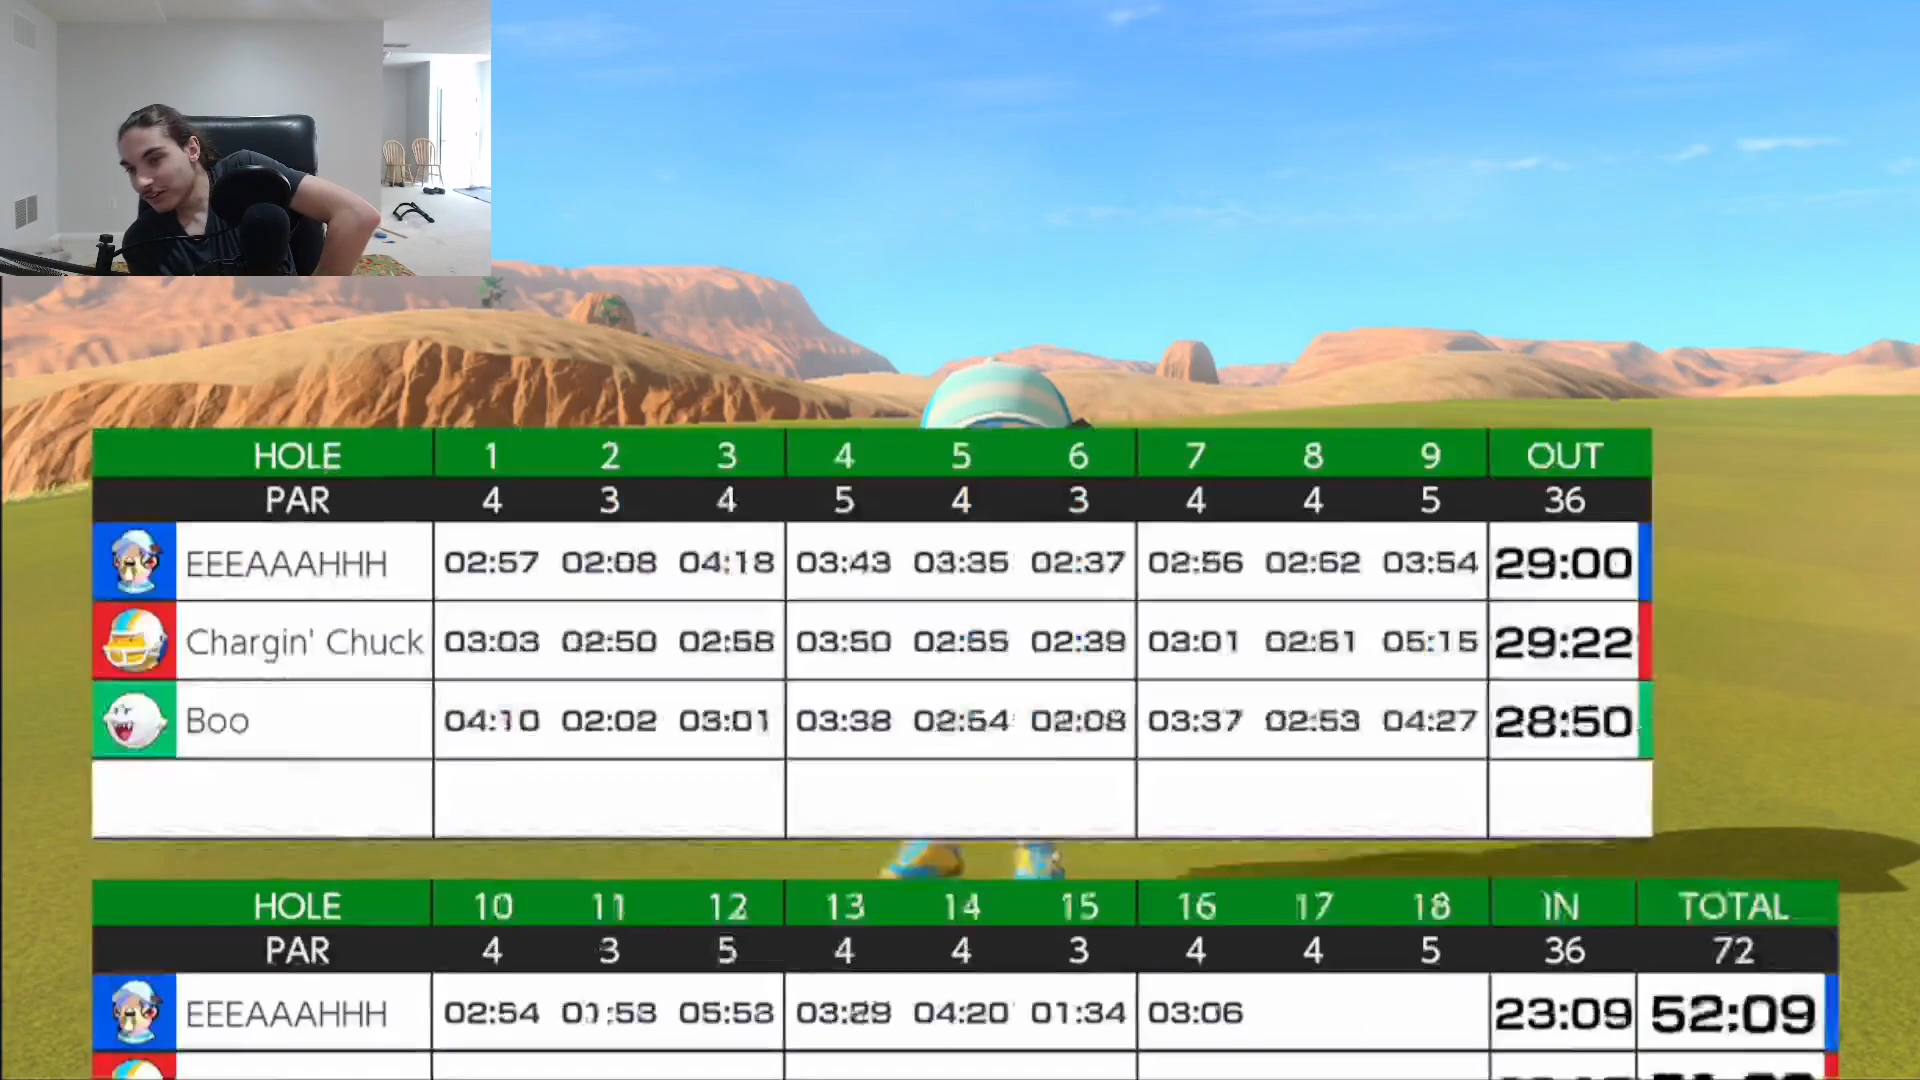 HOLE 1 2 3 4 5 6 7 8 9 OUT
PAR 4 3 4 5 4 3 4 4 5 36
EEEAAAHHH 02:57 02:08 04:18 03:43 03:35 02:37 02:56 02:52 03:54 29:00
Chargin' Chuck 03:03 02:50 02:58 03:50 02:55 02:39 03:01 02:51 05:15 29:22
Boo 04:10 02:02 03:01 03:38 02:54 02:08 03:37 02:53 04:27 28:50
HOLE 10 11 12 13 14 15 16 17 18 IN TOTAL
PAR 4 3 5 4 4 3 4 4 5 36 72
EEEAAAHHH 02:54 01:53 05:53 03:29 04:20 01:34 03:06 23:09 52:09